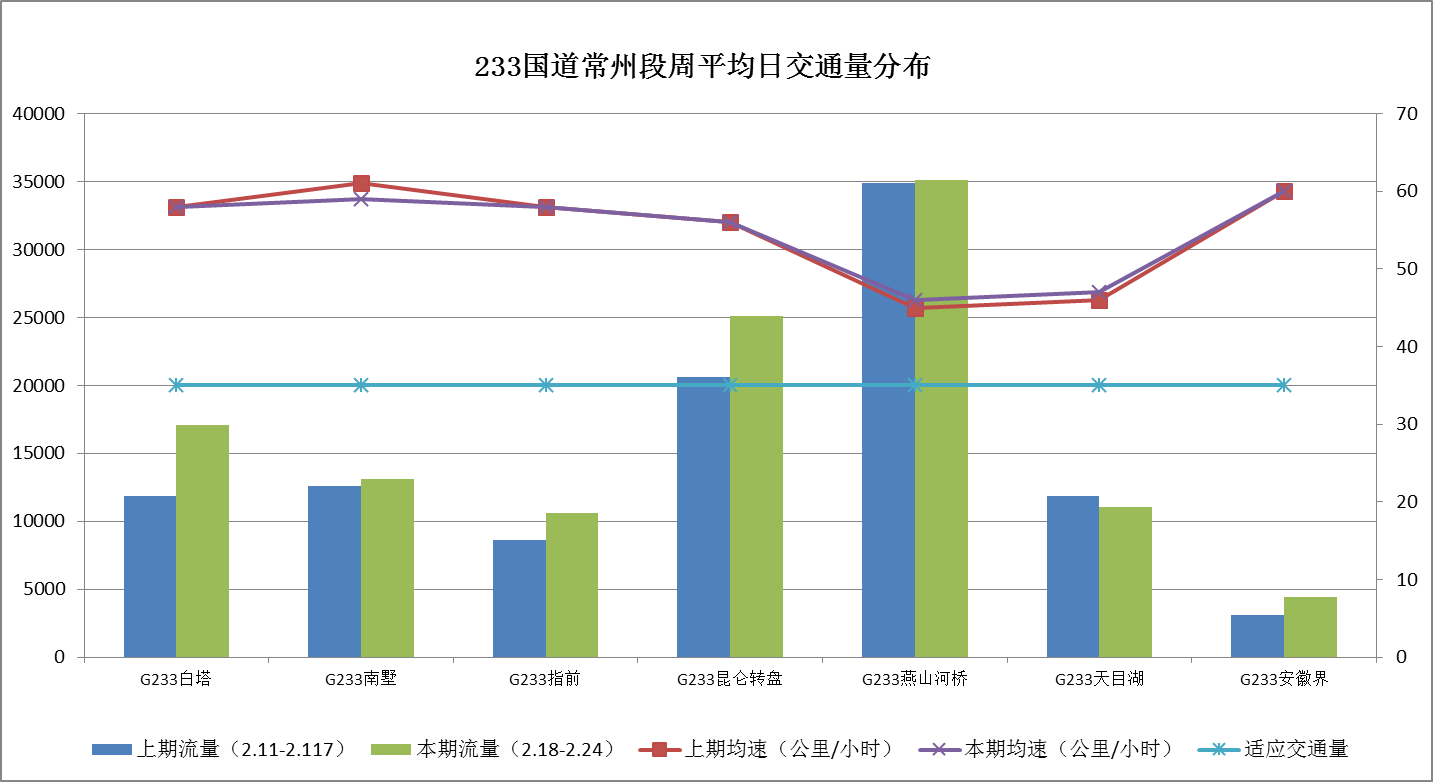 233国道常州段周平均日交通量分布
40000
35000
30000
25000
20000
15000
10000
5000
0
70
60
50
40
30
20
10
0
G233白塔
G233南墅
G233指前
G233昆仑转盘
G233燕山河桥
G233天目湖
G233安徽界
上期流量（2.11-2.117） 本期流量（2.18-2.24） 上期均速（公里/小时） 本期均速（公里/小时） 适应交通量